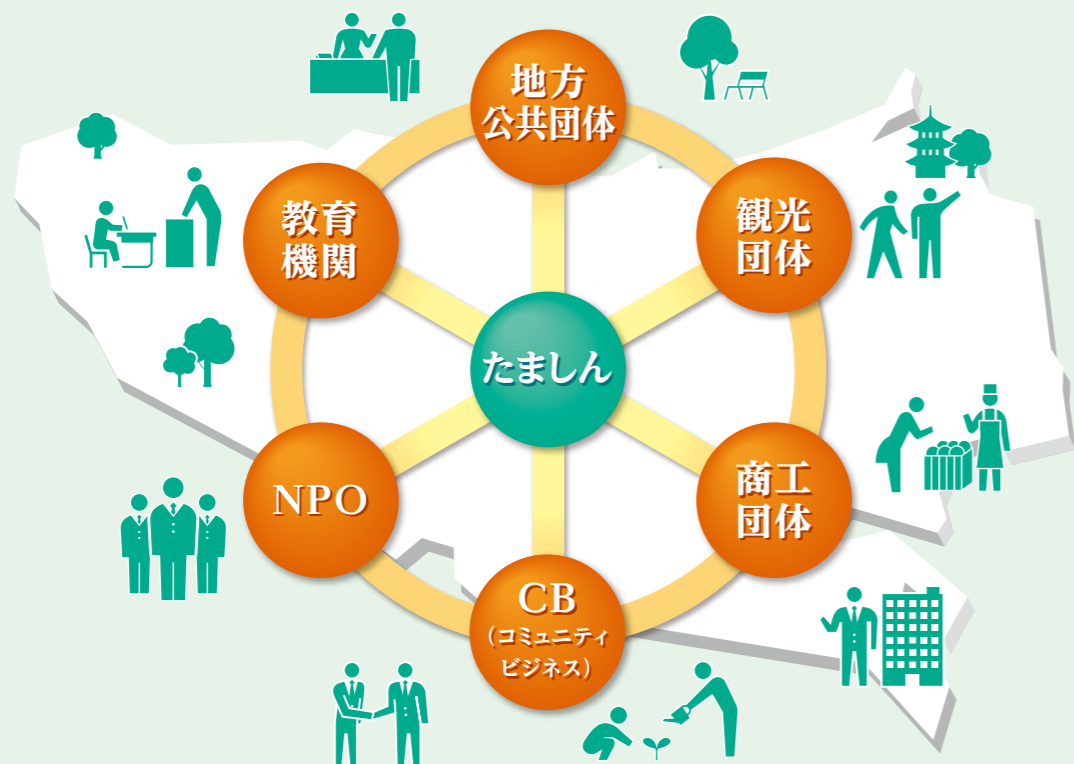 地方
公共団体
教育
機関
観光
団体
たましん
NPO
商工
団体
CB
(コミュニティ
ビジネス)